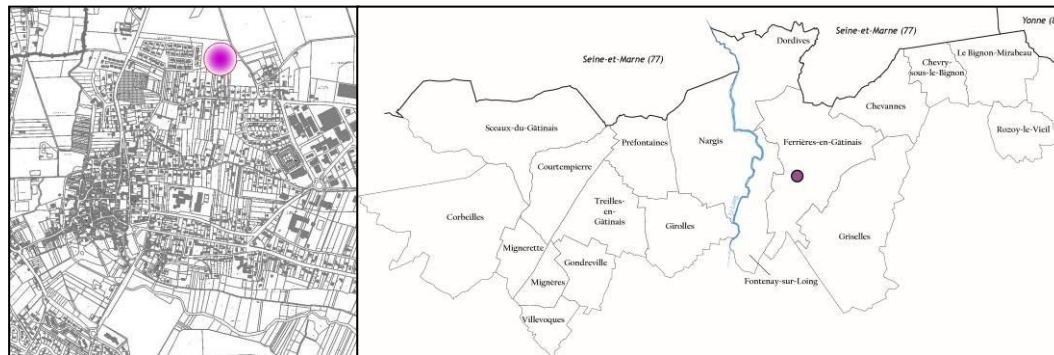 Yonne (
Dordives
Seine-et-Marne (77)
Seine-et-Marne (77)
Le Bignon-Mirabeau
Chevry-
sous-le-Bignon
Chevannes
Sceaux-du-Gâtinais
Rozoy-le-Vieil
Préfontaines
Nargis
Ferrières-en-Gâtinais
Courtempierre
Treilles-
en-
Gâtinais
Corbeilles
Girolles
Griselles
Mignerette
Gondreville
Mignères
Fontenay-sur-Loing
Villevoques